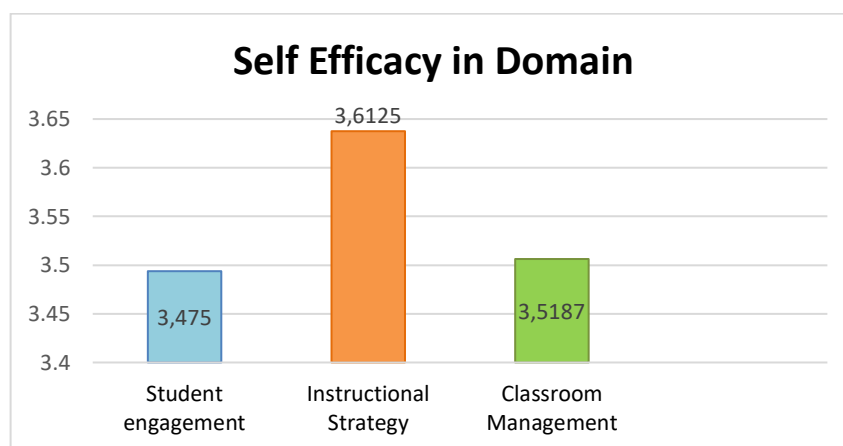 Self Efficacy in Domain
3.65
3.6
3.55
3.5
3.45
3.4
3,475
3,6125
3,5187
Student
engagement
Instructional
Strategy
Classroom
Management